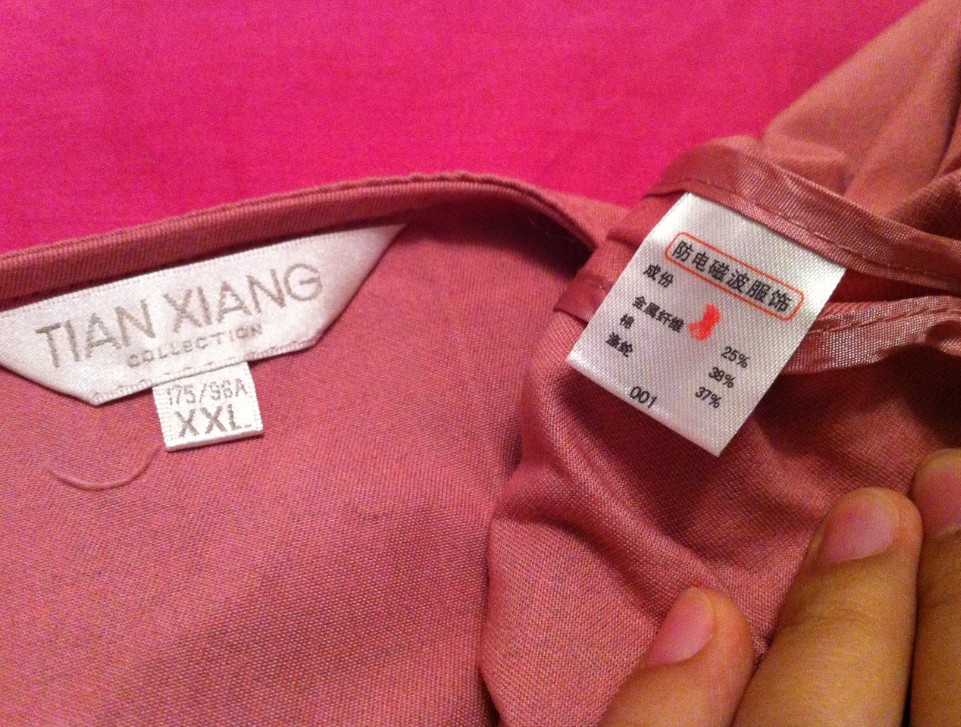 TIAN XIANG
COLLECTION
175/96A
XXL
防电磁波服饰
成份
金属纤维 25%
棉 38%
涤纶 37%
001